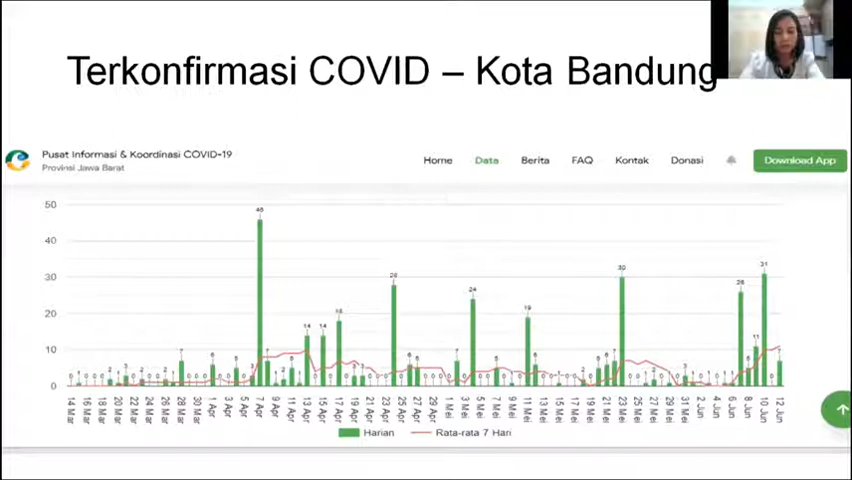 Terkonfirmasi COVID – Kota Bandung
Pusat Informasi & Koordinasi COVID-19
Provinsi Jawa Barat
Home Data Berita FAQ Kontak Donasi Download App
50
40
30
20
10
0
46
28
24
30
26
31
18
19
14 14
11
14 Mar 16 Mar 18 Mar 20 Mar 22 Mar 24 Mar 26 Mar 28 Mar 30 Mar 1 Apr 3 Apr 5 Apr 7 Apr 9 Apr 11 Apr 13 Apr 15 Apr 17 Apr 19 Apr 21 Apr 23 Apr 25 Apr 27 Apr 29 Apr 1 Mei 3 Mei 5 Mei 7 Mei 9 Mei 11 Mei 13 Mei 15 Mei 17 Mei 19 Mei 21 Mei 23 Mei 25 Mei 27 Mei 29 Mei 31 Mei 2 Jun 4 Jun 6 Jun 8 Jun 10 Jun 12 Jun
Harian Rata-rata 7 Hari